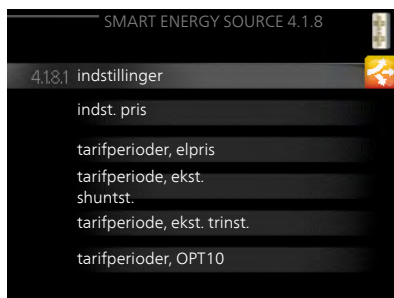 SMART ENERGY SOURCE 4.1.8
4.1.8.1 indstillinger
indst. pris
tarifperioder, elpris
tarifperiode, ekst.
shuntst.
tarifperiode, ekst. trinst.
tarifperioder, OPT10